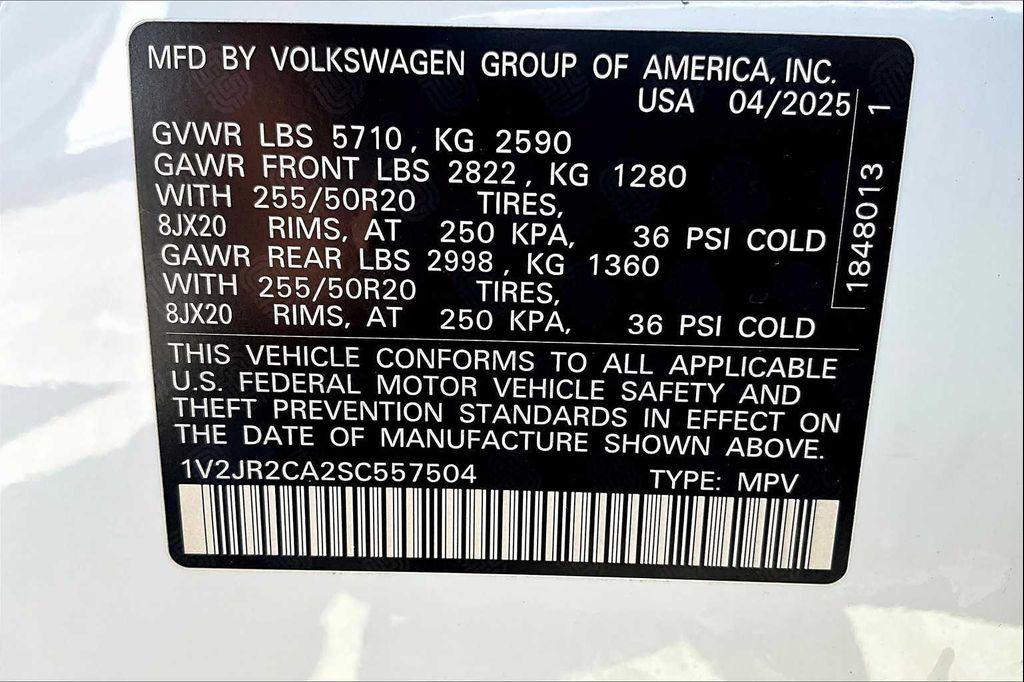 MFD BY VOLKSWAGEN GROUP OF AMERICA, INC.
USA 04/2025
GVWR LBS 5710, KG 2590
GAWR FRONT LBS 2822, KG 1280
WITH 255/50R20 TIRES,
8JX20 RIMS, AT 250 KPA, 36 PSI COLD
GAWR REAR LBS 2998, KG 1360
WITH 255/50R20 TIRES,
8JX20 RIMS, AT 250 KPA, 36 PSI COLD
1848013 1
THIS VEHICLE CONFORMS TO ALL APPLICABLE
U.S. FEDERAL MOTOR VEHICLE SAFETY AND
THEFT PREVENTION STANDARDS IN EFFECT ON
THE DATE OF MANUFACTURE SHOWN ABOVE.
1V2JR2CA2SC557504 TYPE: MPV